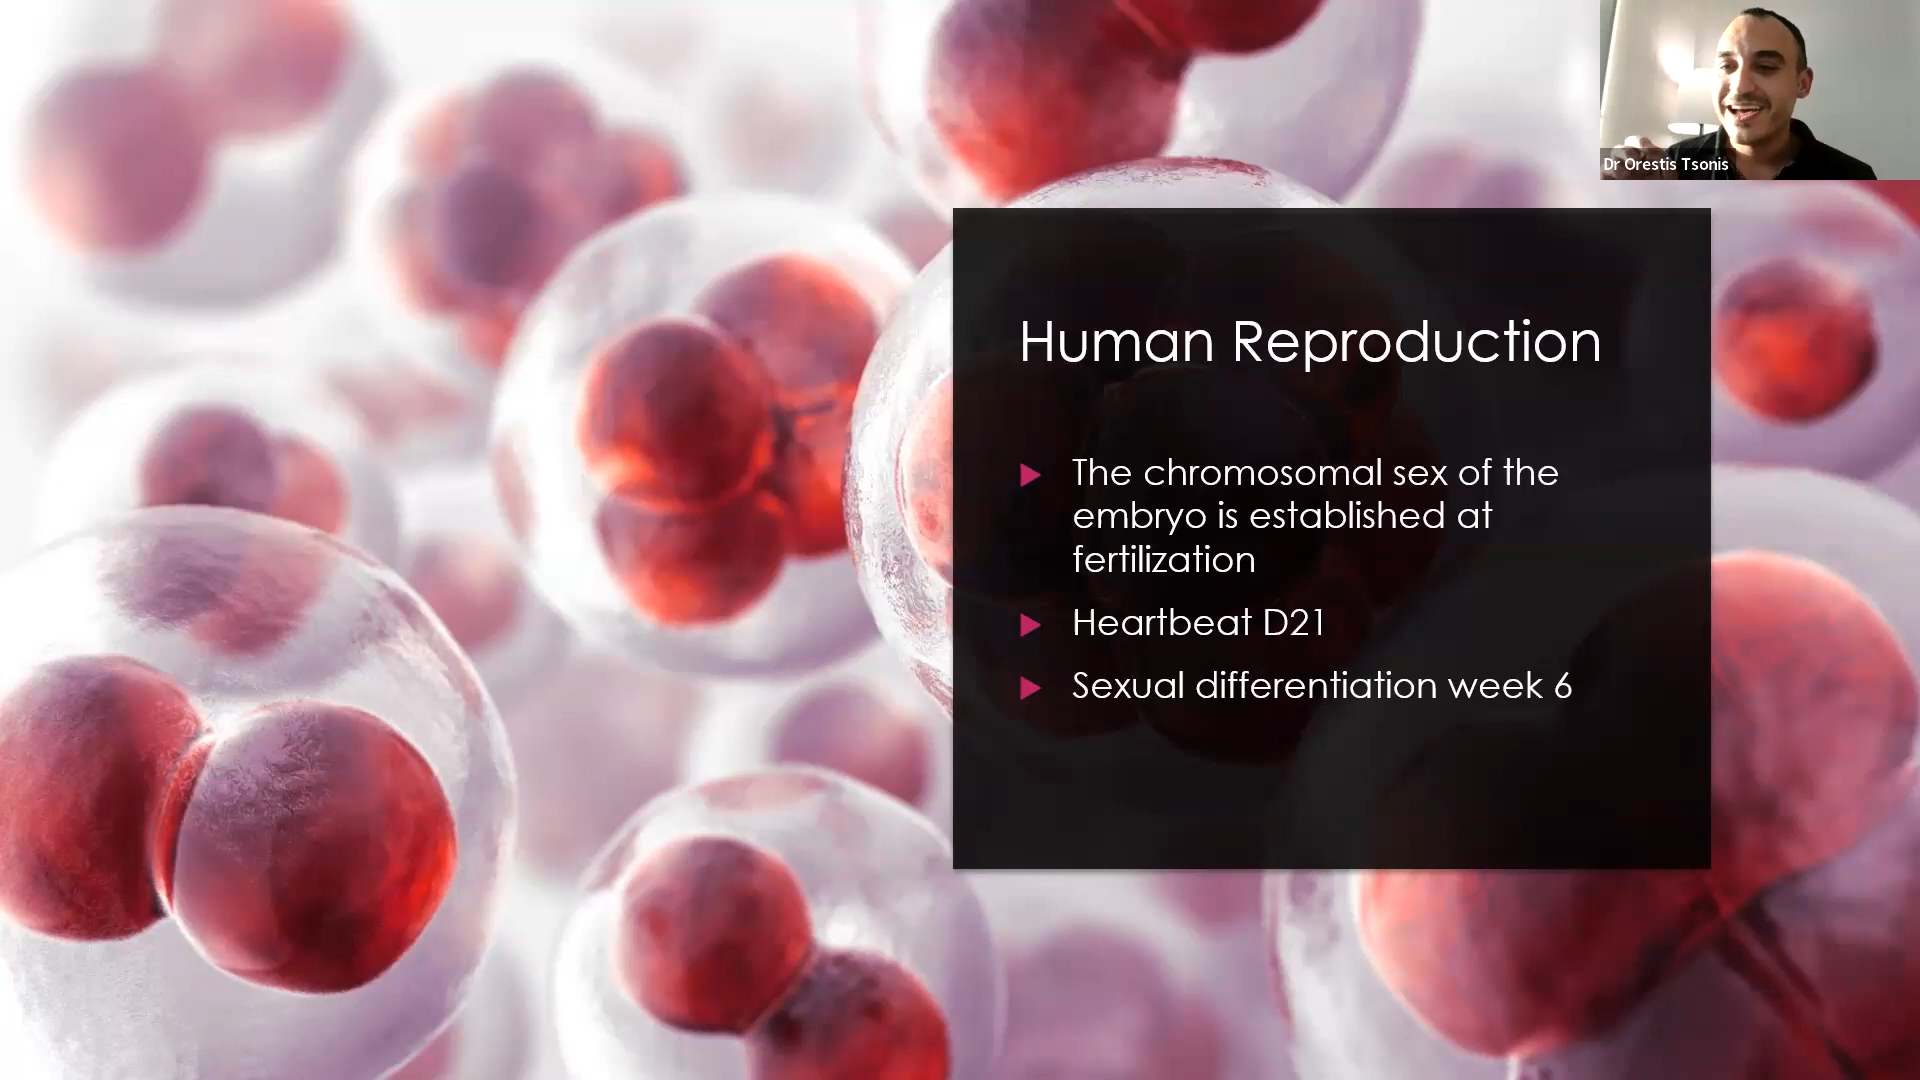 Dr Orestis Tsonis
Human Reproduction
The chromosomal sex of the
embryo is established at
fertilization
Heartbeat D21
Sexual differentiation week 6